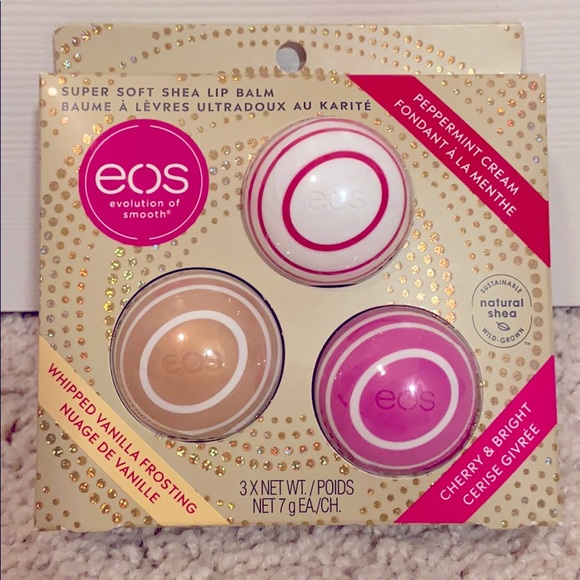 SUPER SOFT SHEA LIP BALM
BAUME À LÈVRES ULTRADOUX AU KARITÉ
eos
evolution of
smooth®
PEPPERMINT CREAM
FONDANT À LA MENTHE
eos
SUSTAINABLE
natural
shea
WILD-GROWN
eos
eos
WHIPPED VANILLA FROSTING
NUAGE DE VANILLE
CHERRY & BRIGHT
CERISE GIVRÉE
3 X NET WT. / POIDS
NET 7 g EA./CH.